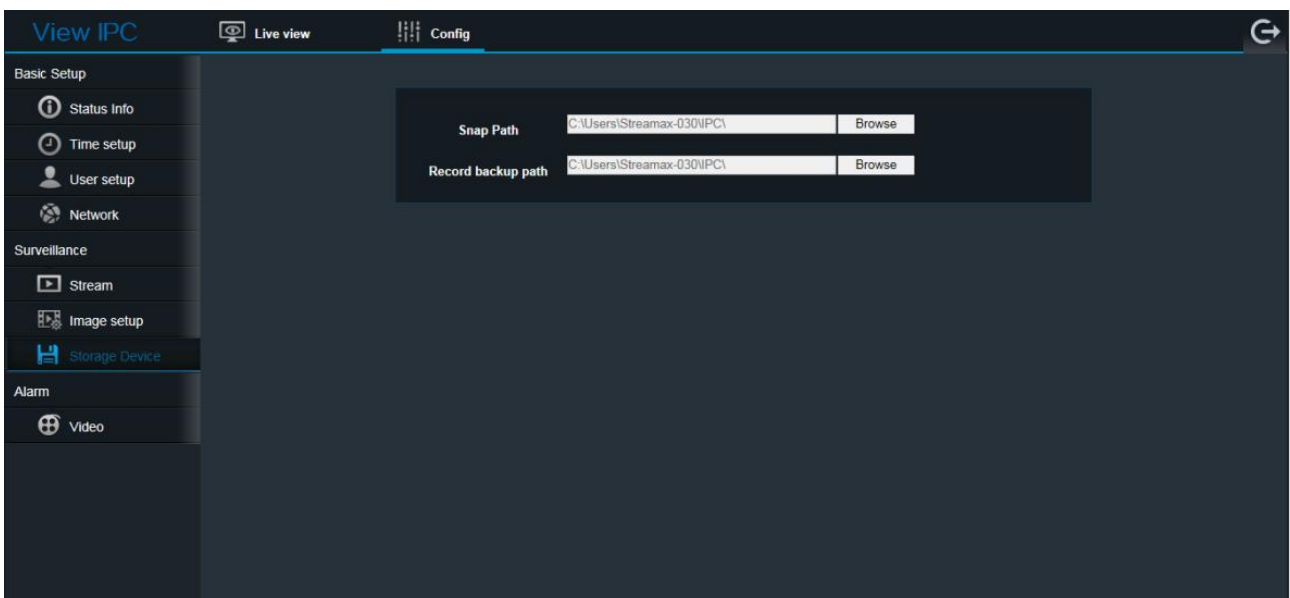 View IPC
Live view
Config
Basic Setup
Status Info
Time setup
User setup
Network
Surveillance
Stream
Image setup
Storage Device
Alarm
Video
Snap Path
C:\Users\Streamax-030\IPC\
Browse
Record backup path
C:\Users\Streamax-030\IPC\
Browse